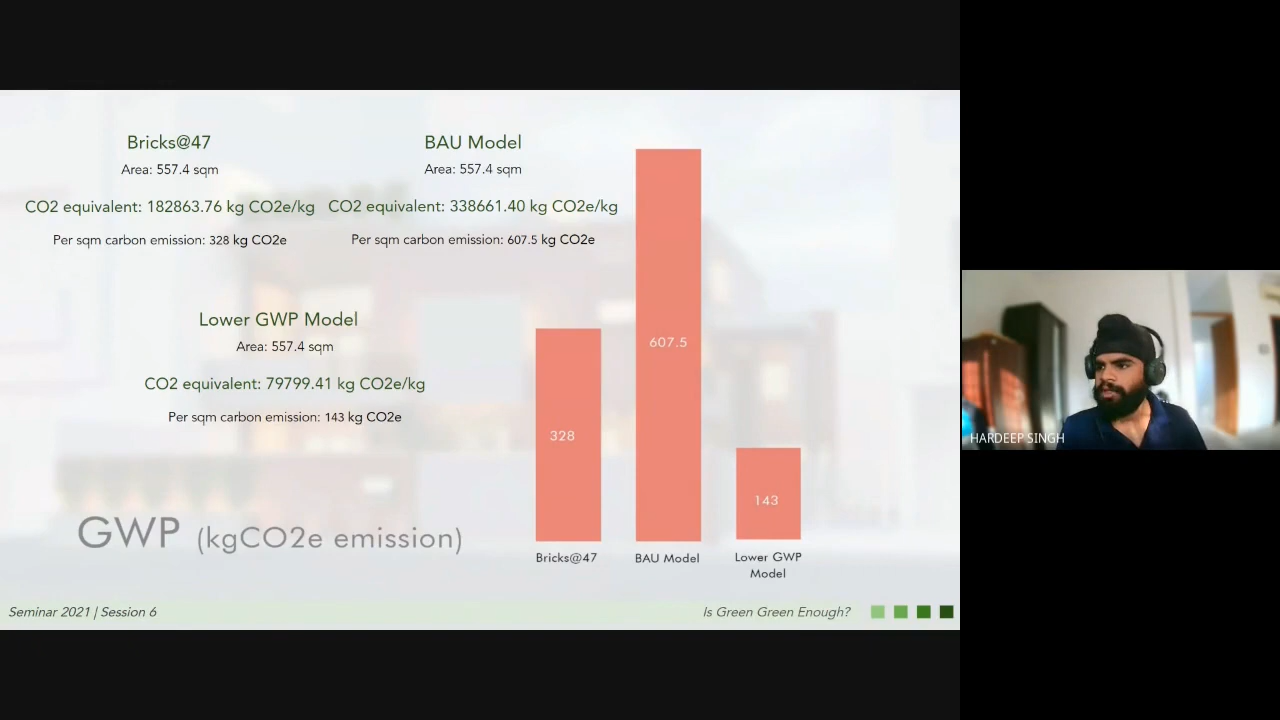 Bricks@47
Area: 557.4 sqm
CO2 equivalent: 182863.76 kg CO2e/kg
Per sqm carbon emission: 328 kg CO2e
BAU Model
Area: 557.4 sqm
CO2 equivalent: 338661.40 kg CO2e/kg
Per sqm carbon emission: 607.5 kg CO2e
Lower GWP Model
Area: 557.4 sqm
CO2 equivalent: 79799.41 kg CO2e/kg
Per sqm carbon emission: 143 kg CO2e
GWP (kgCO2e emission)
328
607.5
143
Bricks@47
BAU Model
Lower GWP
Model
Seminar 2021 | Session 6
Is Green Green Enough?
HARDEEP SINGH